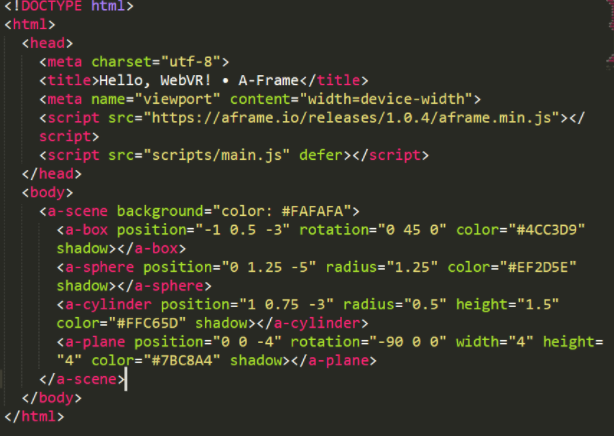 <!DOCTYPE html>
<html>
<head>
<meta charset="utf-8">
<title>Hello, WebVR! • A-Frame</title>
<meta name="viewport" content="width=device-width">
<script src="https://aframe.io/releases/1.0.4/aframe.min.js"></
script>
<script src="scripts/main.js" defer></script>
</head>
<body>
<a-scene background="color: #FAFAFA">
<a-box position="-1 0.5 -3" rotation="0 45 0" color="#4CC3D9"
shadow></a-box>
<a-sphere position="0 1.25 -5" radius="1.25" color="#EF2D5E"
shadow></a-sphere>
<a-cylinder position="1 0.75 -3" radius="0.5" height="1.5"
color="#FFC65D" shadow></a-cylinder>
<a-plane position="0 0 -4" rotation="-90 0 0" width="4" height=
"4" color="#7BC8A4" shadow></a-plane>
</a-scene>
</body>
</html>